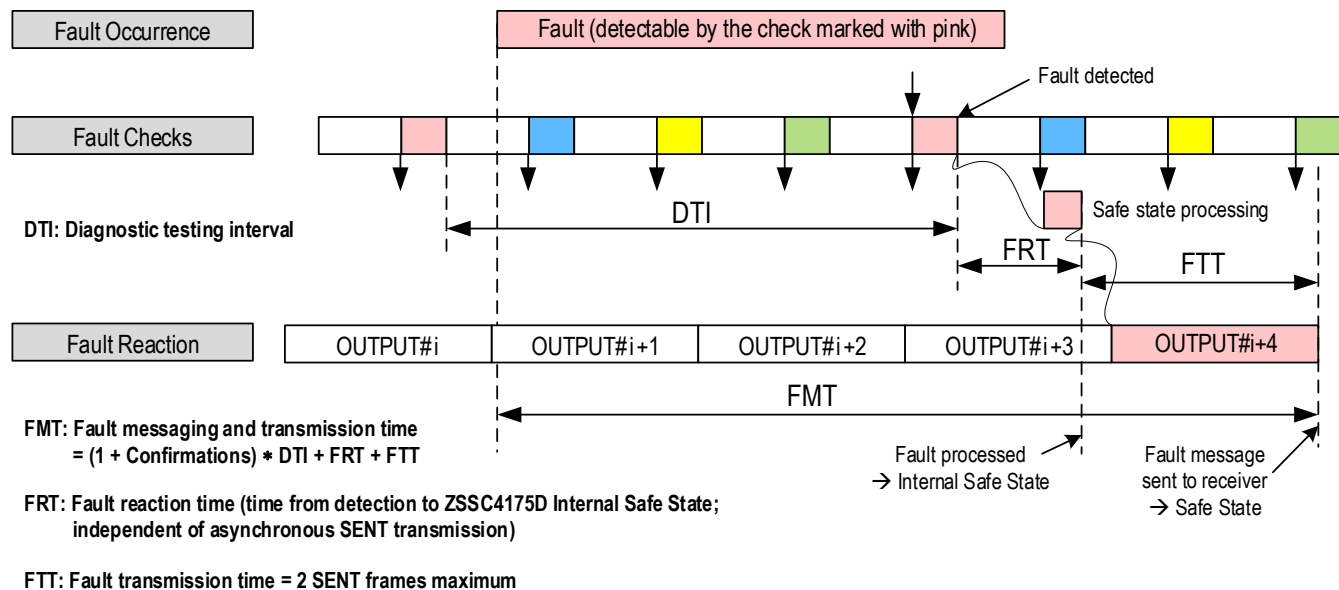 Fault Occurrence
Fault (detectable by the check marked with pink)
Fault detected
Fault Checks
DTI
Safe state processing
DTI: Diagnostic testing interval
FRT
FTT
Fault Reaction
OUTPUT#i
OUTPUT#i+1
OUTPUT#i+2
OUTPUT#i+3
OUTPUT#i+4
FMT
FMT: Fault messaging and transmission time
= (1 + Confirmations) * DTI + FRT + FTT
Fault processed
→ Internal Safe State
Fault message
sent to receiver
→ Safe State
FRT: Fault reaction time (time from detection to ZSSC4175D Internal Safe State;
independent of asynchronous SENT transmission)
FTT: Fault transmission time = 2 SENT frames maximum